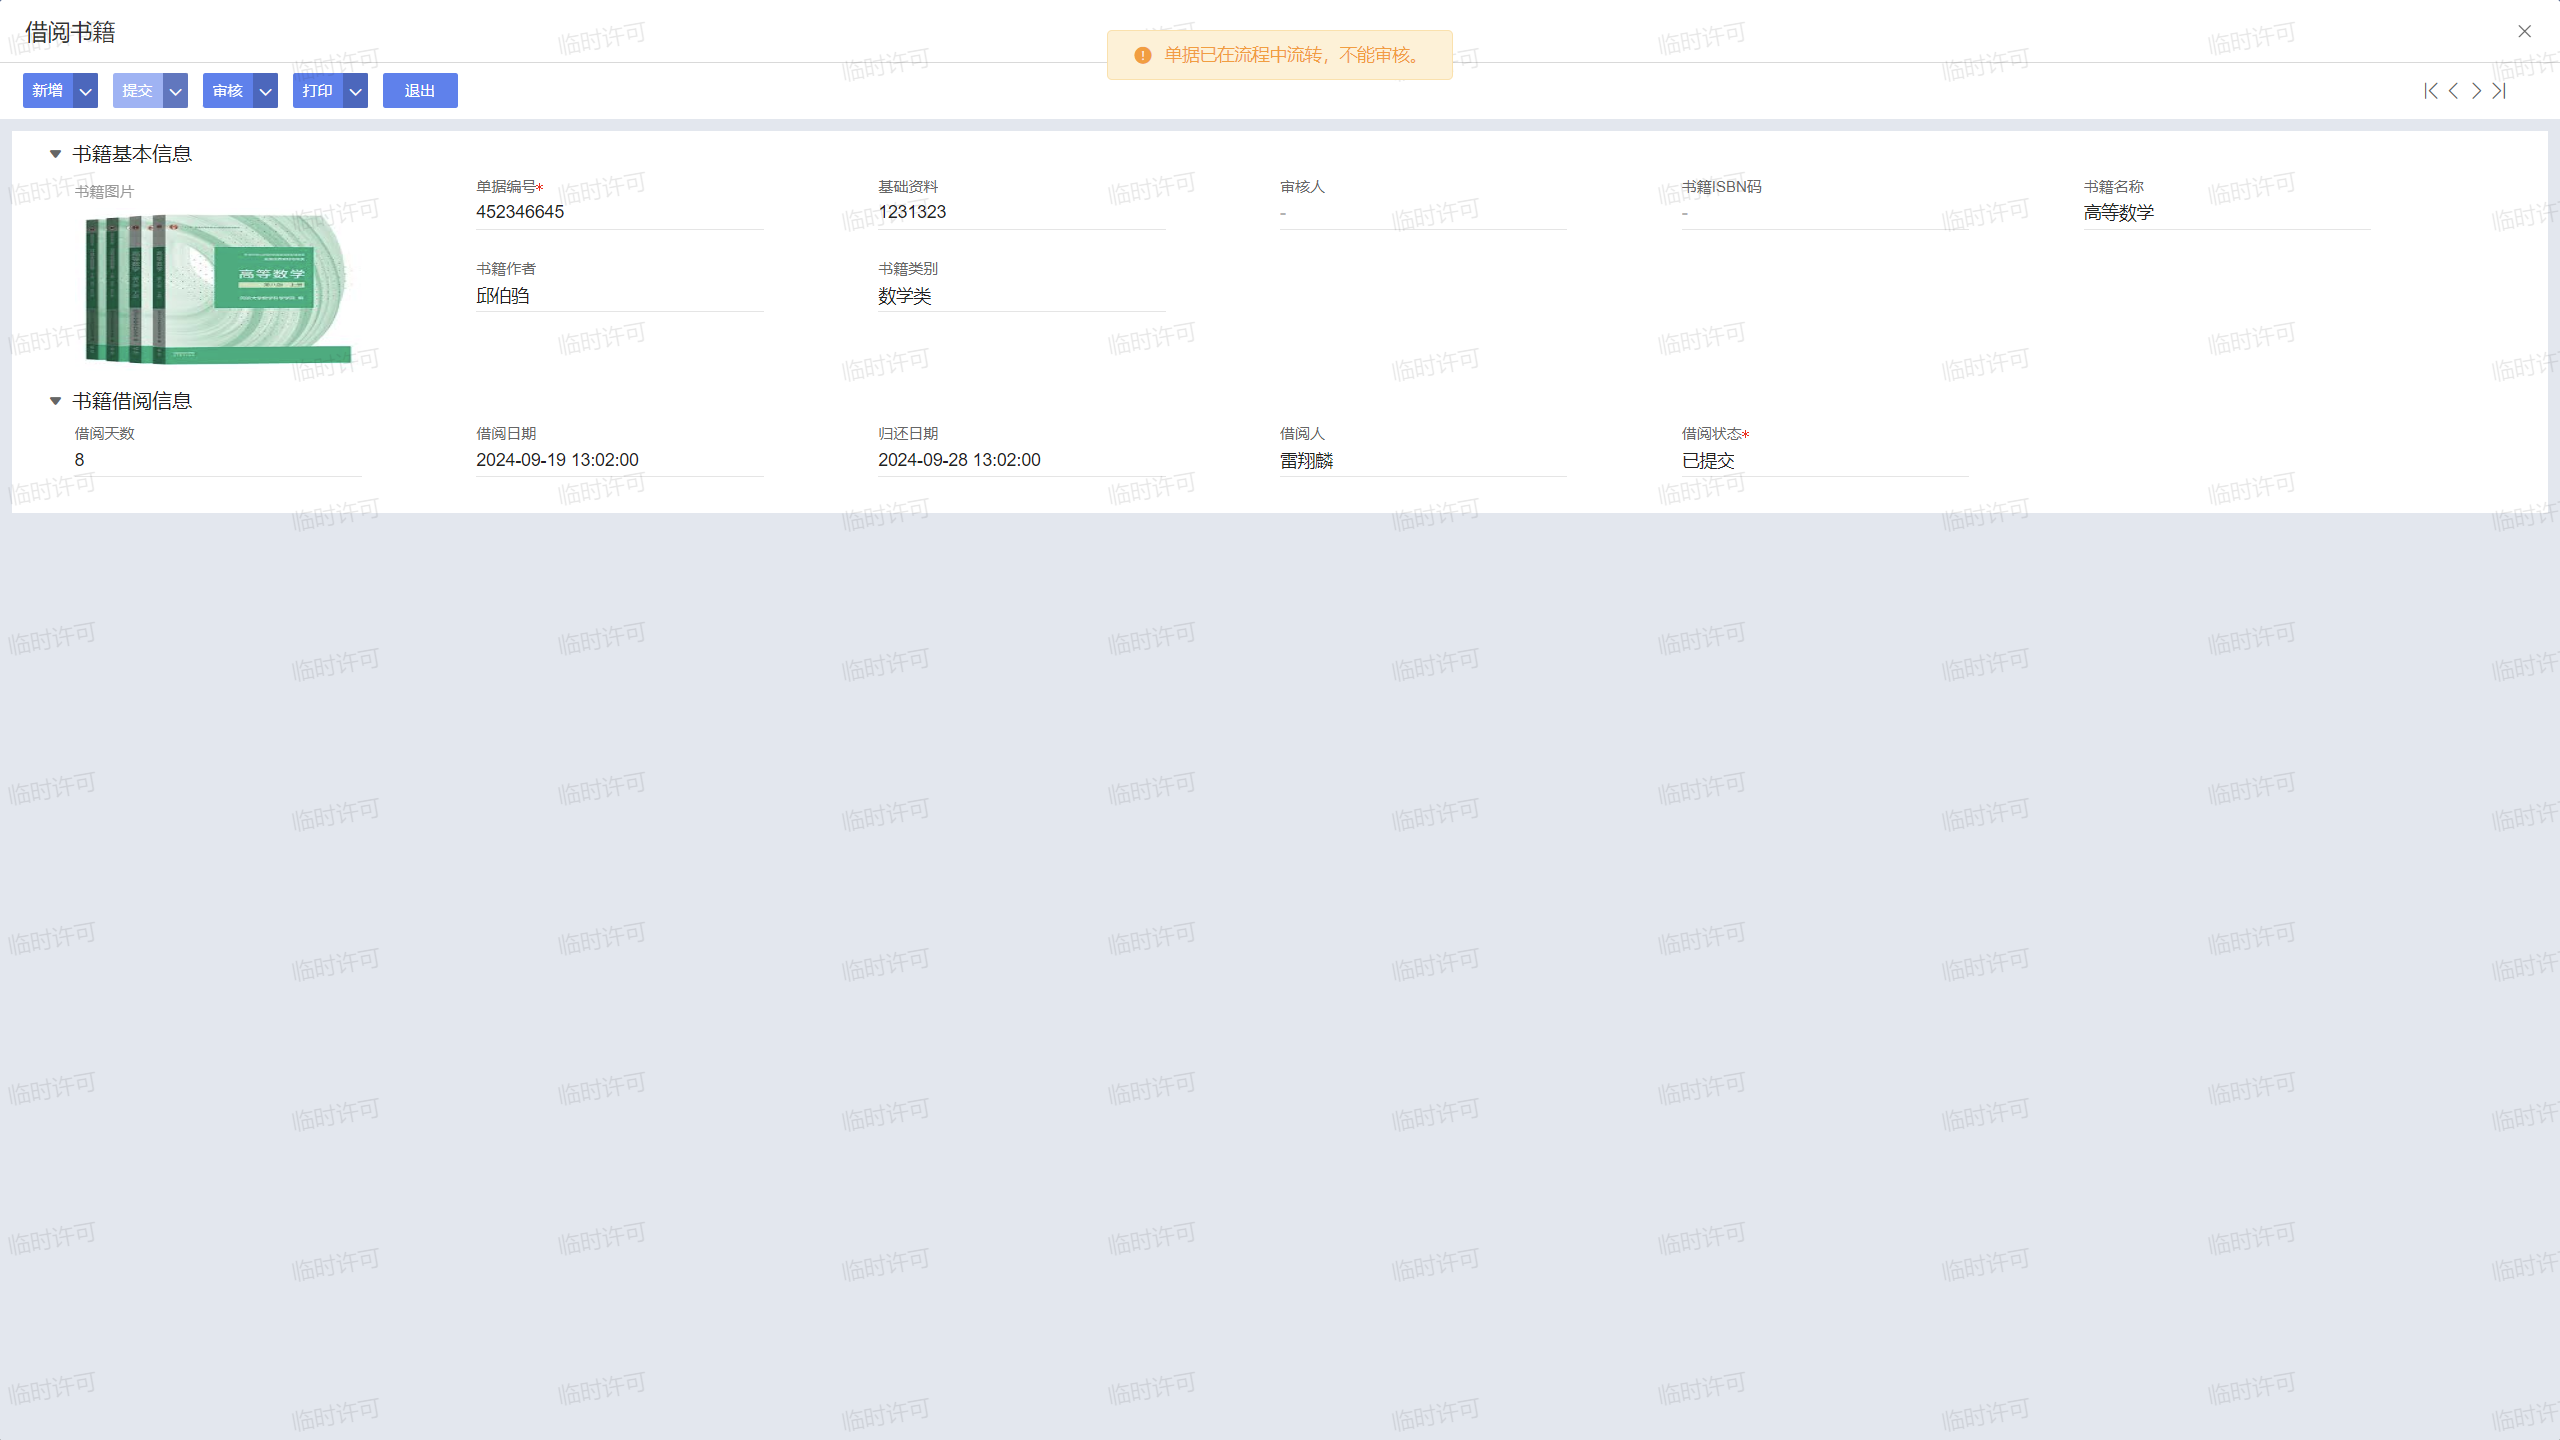 借阅书籍
单据已在流程中流转，不能审核。
新增 提交 审核 打印 退出
书籍基本信息
书籍图片
单据编号* 基础资料 审核人 书籍ISBN码 书籍名称
452346645 1231323 - - 高等数学
书籍作者 书籍类别
邱伯驺 数学类
高等数学
书籍借阅信息
借阅天数 借阅日期 归还日期 借阅人 借阅状态*
8 2024-09-19 13:02:00 2024-09-28 13:02:00 雷翔麟 已提交
临时许可